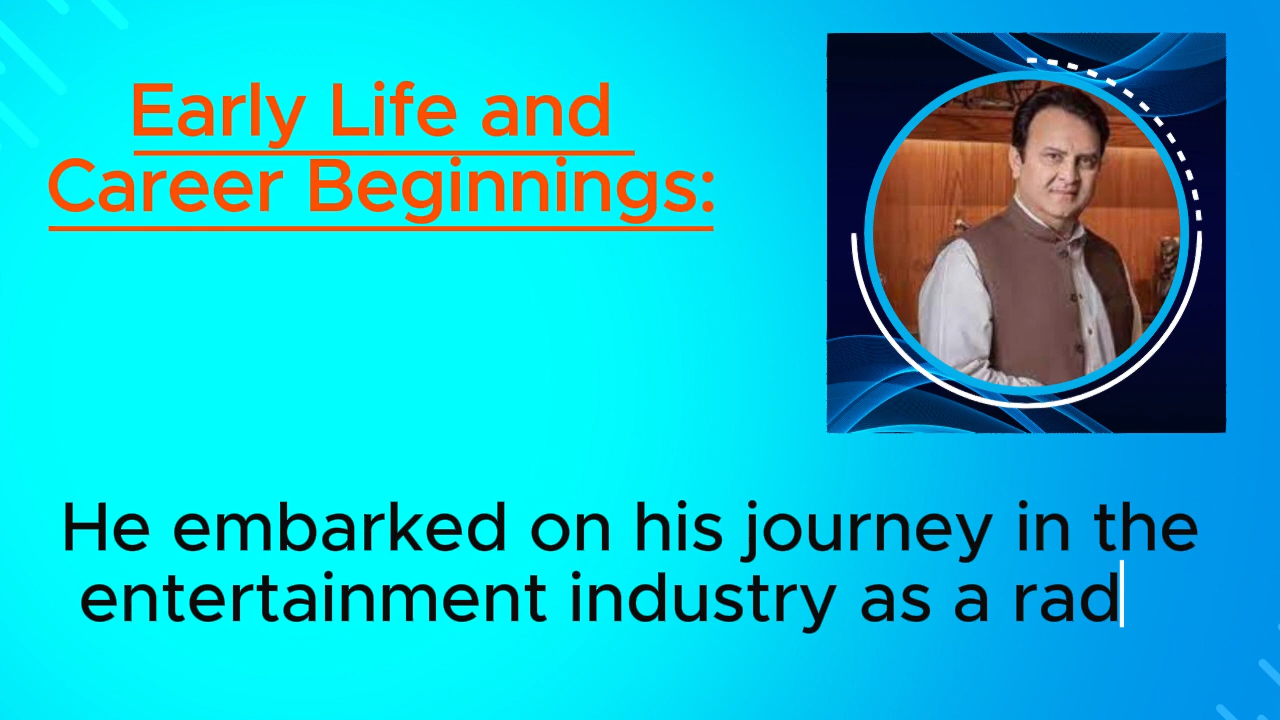 Early Life and
Career Beginnings:
He embarked on his journey in the
entertainment industry as a rad